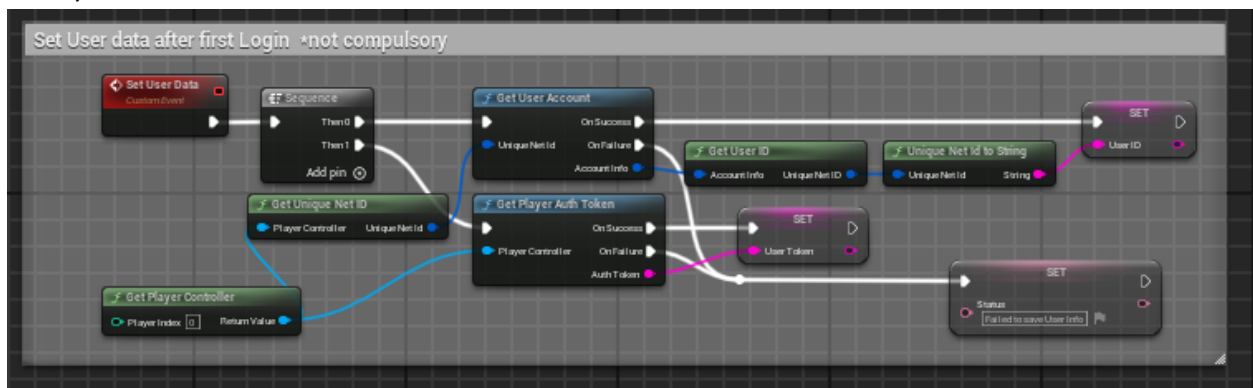 Set User data after first Login *not compulsory
Set User Data
Custom Event
Sequence
Then 0
Then 1
Add pin
Get User Account
On Success
Unique Net Id
On Failure
Account Info
Get User ID
Account Info
Unique Net ID
Unique Net Id to String
Unique Net Id
String
SET
User ID
Get Unique Net ID
Player Controller
Unique Net Id
Get Player Auth Token
On Success
Player Controller
On Failure
Auth Token
SET
User Token
Get Player Controller
Player Index 0
Return Value
SET
Status
Failed to save User Info